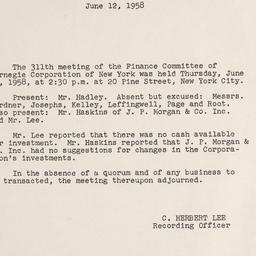 June 12, 1958
The 311th meeting of the Finance Committee of
rnegie Corporation of New York was held Thursday, June
, 1958, at 2:30 p.m. at 20 Pine Street, New York City.
Present: Mr. Hadley. Absent but excused: Messrs.
rdner, Josephs, Kelley, Leffingwell, Page and Root.
so present: Mr. Haskins of J. P. Morgan & Co. Inc.
d Mr. Lee.
Mr. Lee reported that there was no cash available
r investment. Mr. Haskins reported that J. P. Morgan &
. Inc. had no suggestions for changes in the Corpora-
on's investments.
In the absence of a quorum and of any business to
transacted, the meeting thereupon adjourned.
C. HERBERT LEE
Recording Officer